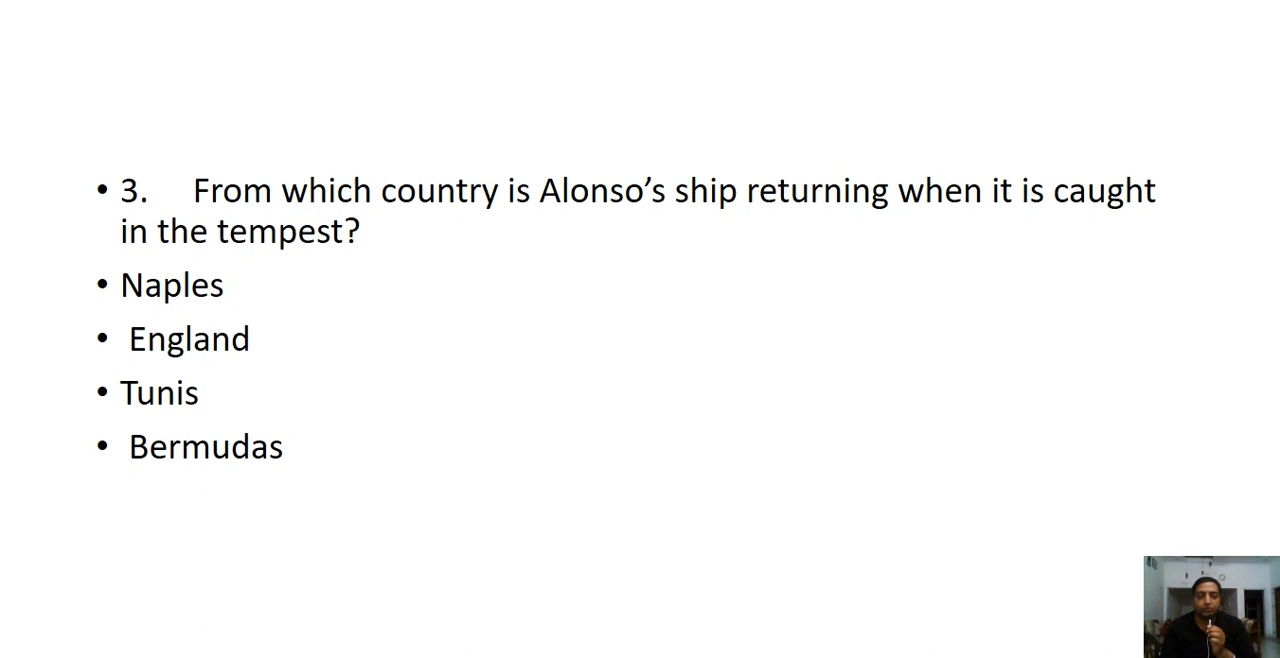 • 3. From which country is Alonso’s ship returning when it is caught
in the tempest?
• Naples
• England
• Tunis
• Bermudas